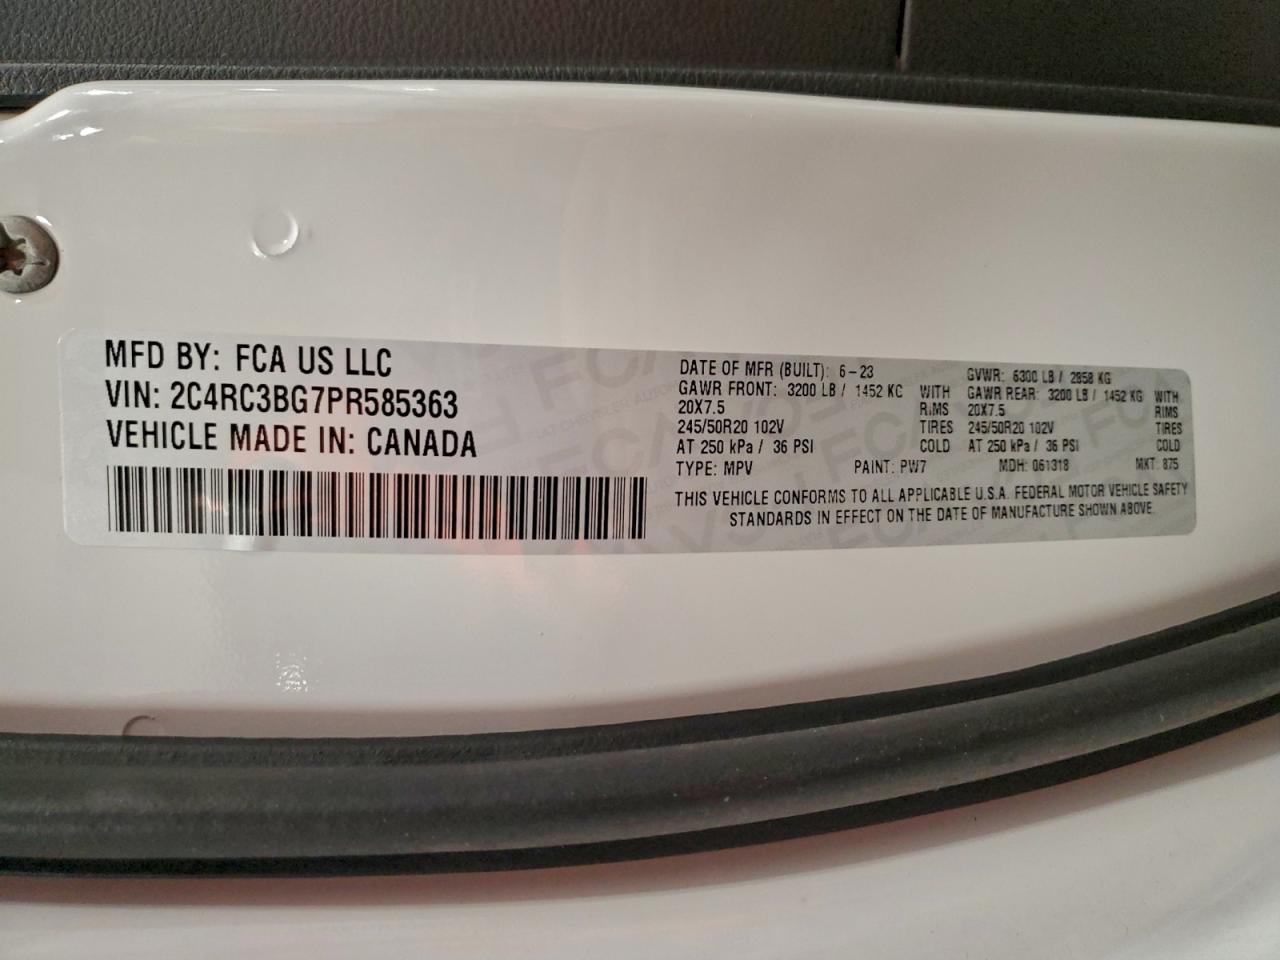 MFD BY: FCA US LLC
VIN: 2C4RC3BG7PR585363
VEHICLE MADE IN: CANADA
DATE OF MFR (BUILT): 6-23
GVWR: 6300 LB / 2858 KG
GAWR FRONT: 3200 LB / 1452 KC WITH
20X7.5 RIMS
245/50R20 102V TIRES
AT 250 kPa / 36 PSI COLD
GAWR REAR: 3200 LB / 1452 KG WITH
20X7.5 RIMS
245/50R20 102V TIRES
AT 250 kPa / 36 PSI COLD
TYPE: MPV PAINT: PW7 MDH: 061318 MKT: 875
THIS VEHICLE CONFORMS TO ALL APPLICABLE U.S.A. FEDERAL MOTOR VEHICLE SAFETY
STANDARDS IN EFFECT ON THE DATE OF MANUFACTURE SHOWN ABOVE.